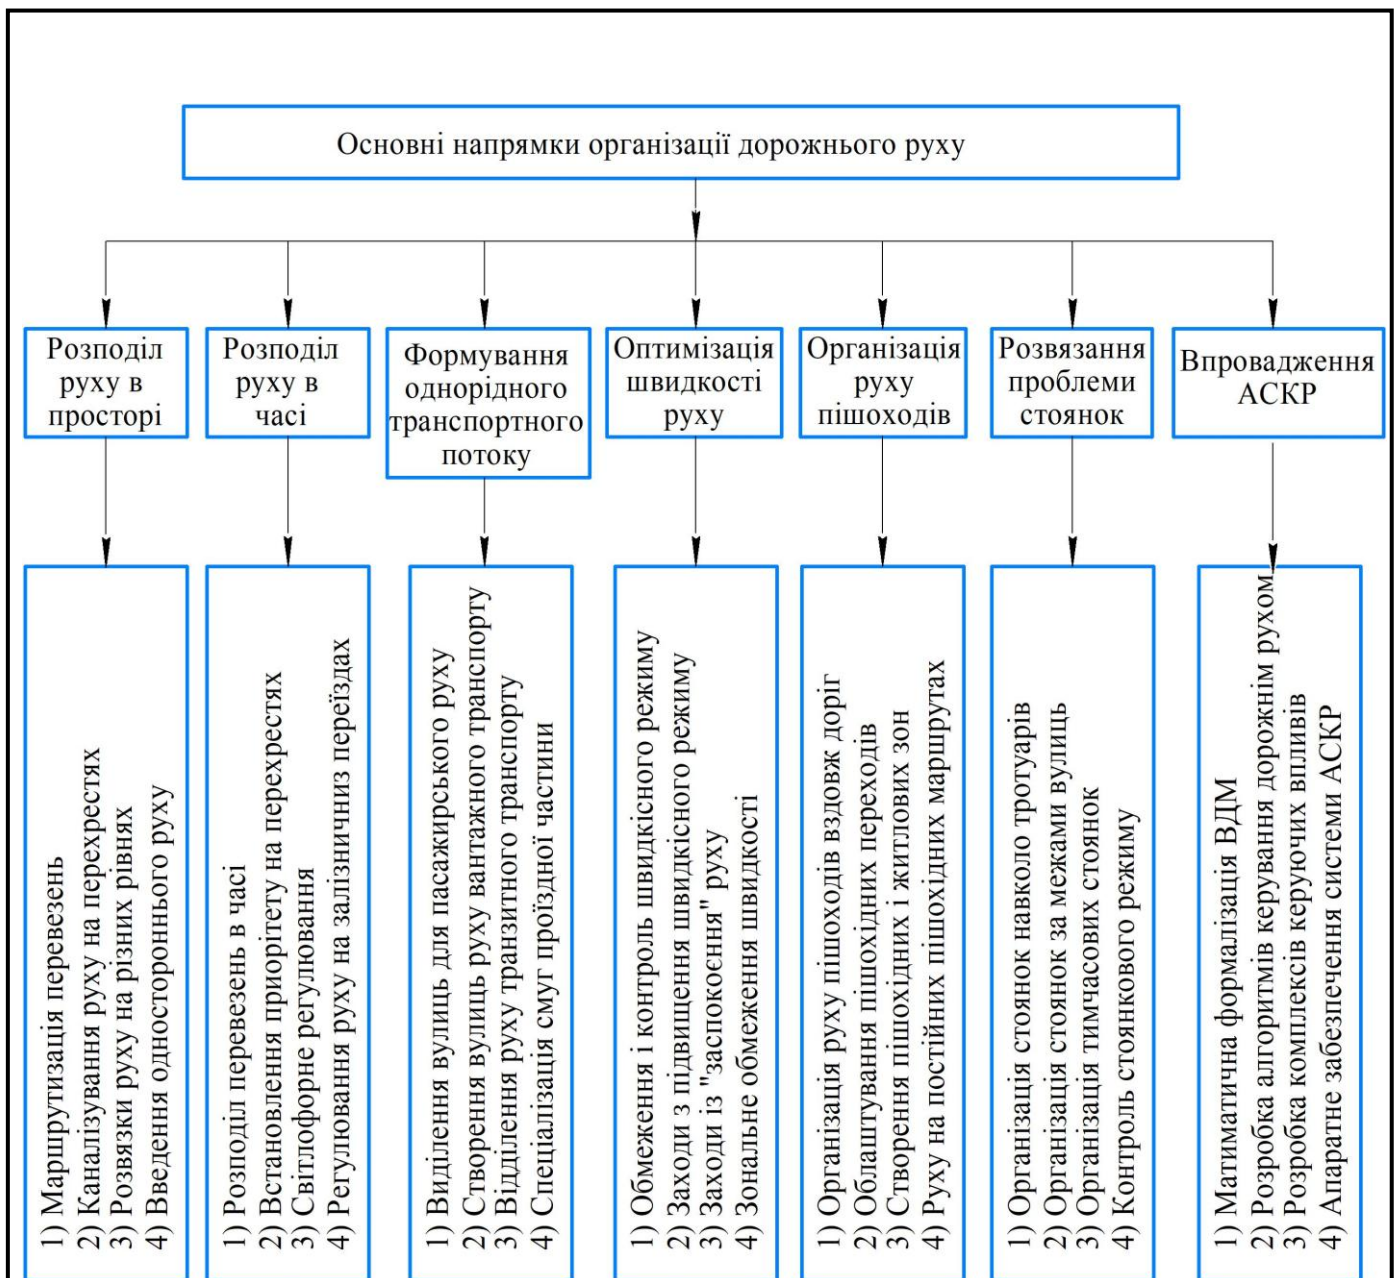 Основні напрямки організації дорожнього руху
Розподіл
руху в
просторі
Розподіл
руху в
часі
Формування
однорідного
транспортного
потоку
Оптимізація
швидкості
руху
Організація
руху
пішоходів
Розвязання
проблеми
стоянок
Впровадження
АСКР
1) Маршрутизація перевезень
2) Каналізування руху на перехрестях
3) Розвязки руху на різних рівнях
4) Введення одностороннього руху
1) Розподіл перевезень в часі
2) Встановлення приорітету на перехрестях
3) Світлофорне регулювання
4) Регулювання руху на залізничниз переїздах
1) Виділення вулиць для пасажирського руху
2) Створення вулиць руху вантажного транспорту
3) Відділення руху транзитного транспорту
4) Спеціалізація смуг проїздної частини
1) Обмеження і контроль швидкісного режиму
2) Заходи з підвищення швидкісного режиму
3) Заходи із "заспокоєння" руху
4) Зональне обмеження швидкості
1) Організація руху пішоходів вздовж доріг
2) Облаштування пішохідних переходів
3) Створення пішохідних і житлових зон
4) Руху на постійних пішохідних маршрутах
1) Організація стоянок навколо тротуарів
2) Організація стоянок за межами вулиць
3) Організація тимчасових стоянок
4) Контроль стоянкового режиму
1) Матиматична формалізація ВДМ
2) Розробка алгоритмів керування дорожнім рухом
3) Розробка комплексів керуючих впливів
4) Апаратне забезпечення системи АСКР